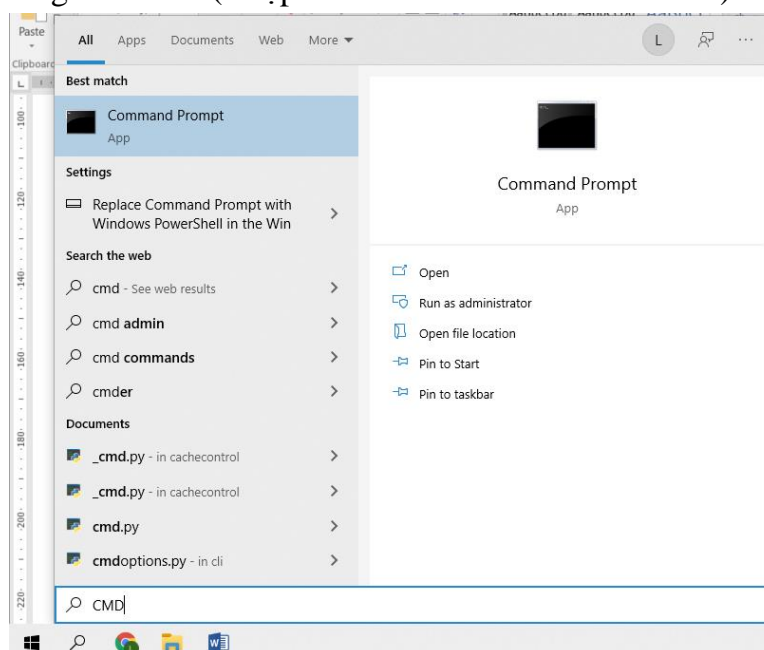 Paste
Clipboard
All Apps Documents Web More
L
...
Best match
Command Prompt
App
Settings
Replace Command Prompt with
Windows PowerShell in the Win
Search the web
cmd - See web results
cmd admin
cmd commands
cmder
Documents
_cmd.py - in cachecontrol
_cmd.py - in cachecontrol
cmd.py
cmdoptions.py - in cli
Command Prompt
App
Open
Run as administrator
Open file location
Pin to Start
Pin to taskbar
CMD
L
100
120
140
160
180
200
220